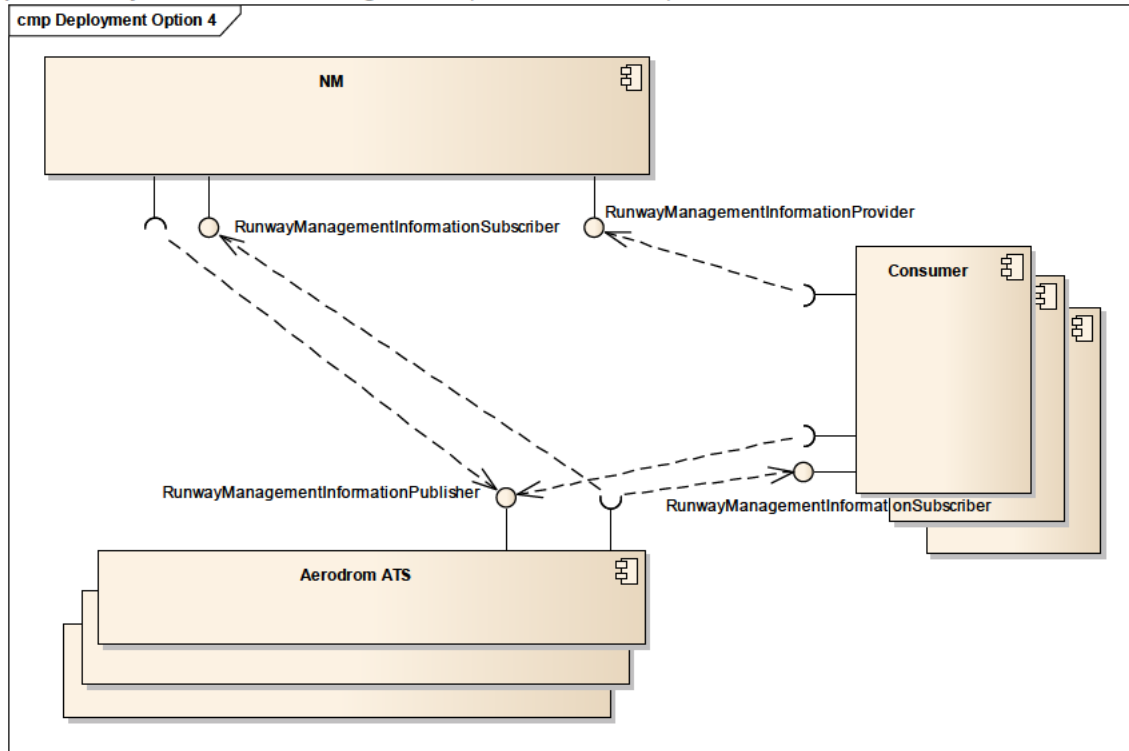 cmp Deployment Option 4
NM
RunwayManagementInformationSubscriber
RunwayManagementInformationProvider
Consumer
RunwayManagementInformationPublisher
RunwayManagementInformationSubscriber
Aerodrom ATS